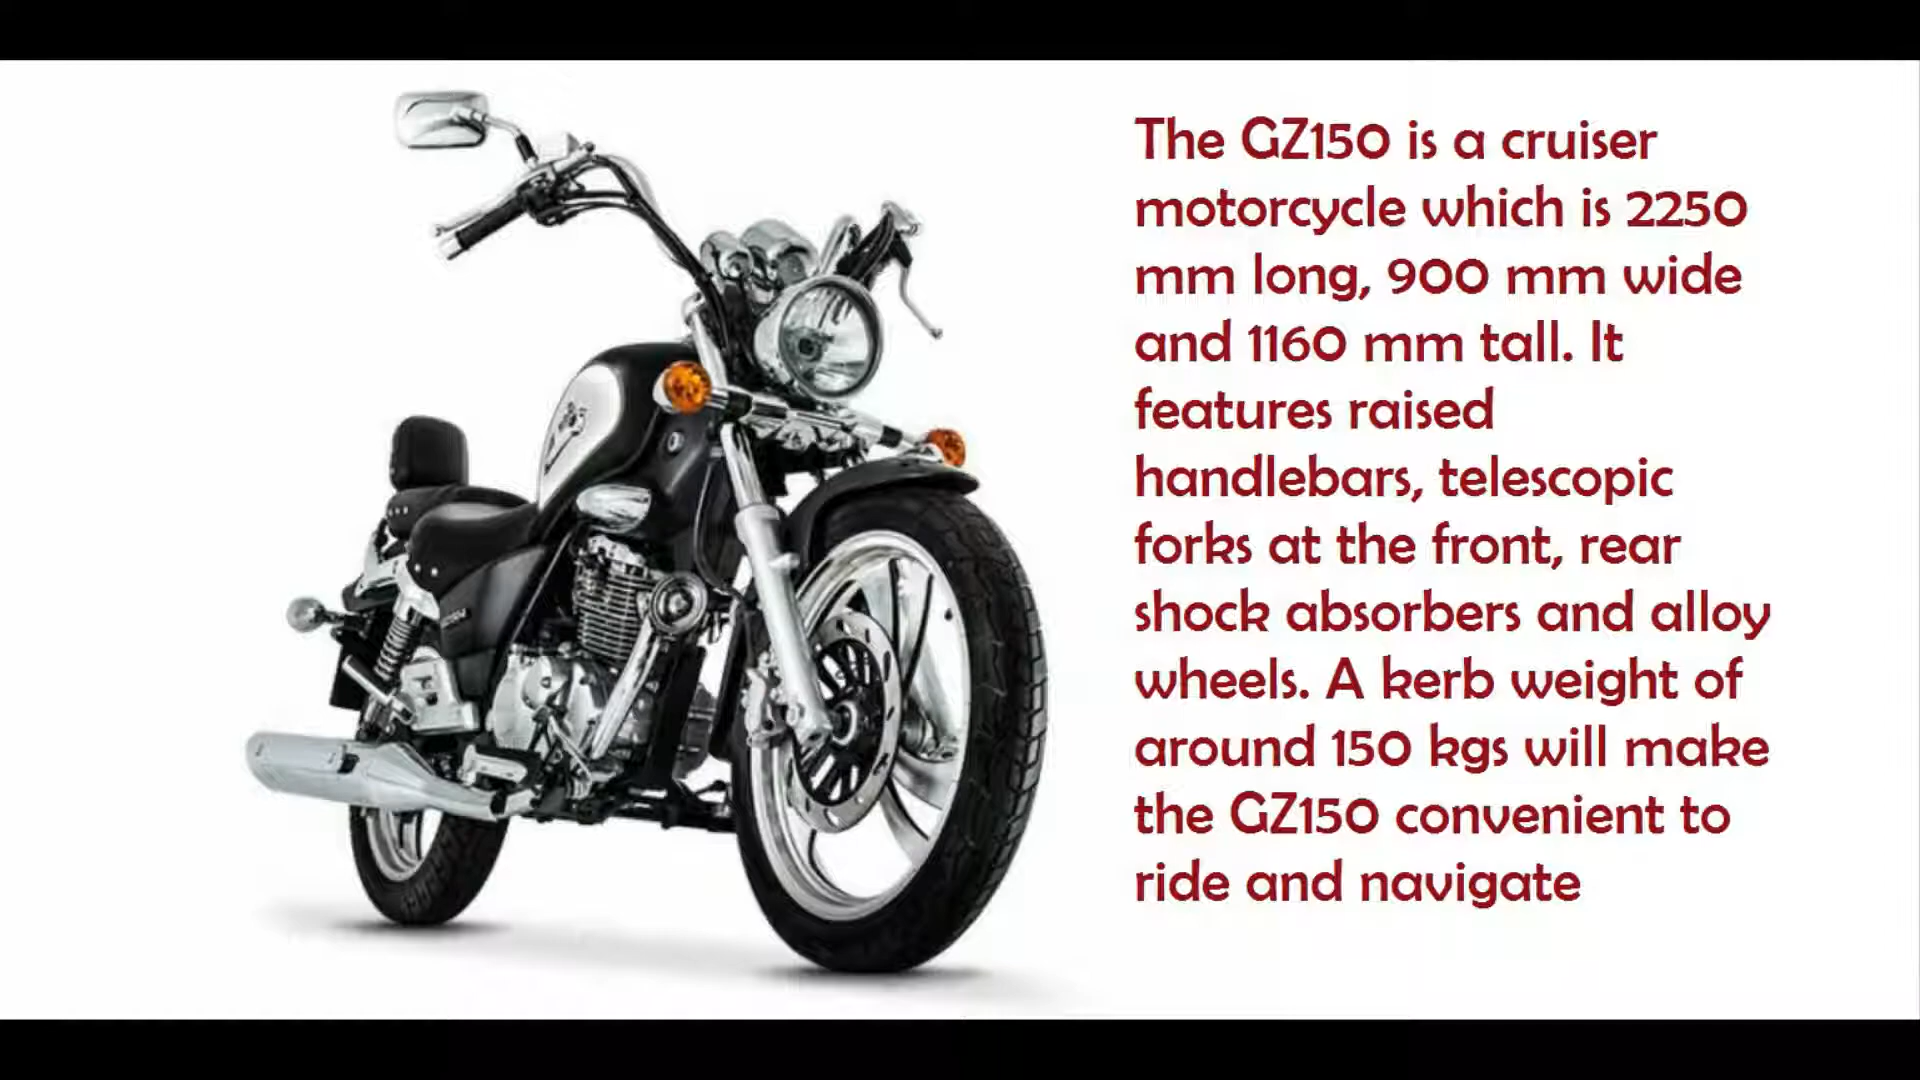 The GZ150 is a cruiser
motorcycle which is 2250
mm long, 900 mm wide
and 1160 mm tall. It
features raised
handlebars, telescopic
forks at the front, rear
shock absorbers and alloy
wheels. A kerb weight of
around 150 kgs will make
the GZ150 convenient to
ride and navigate